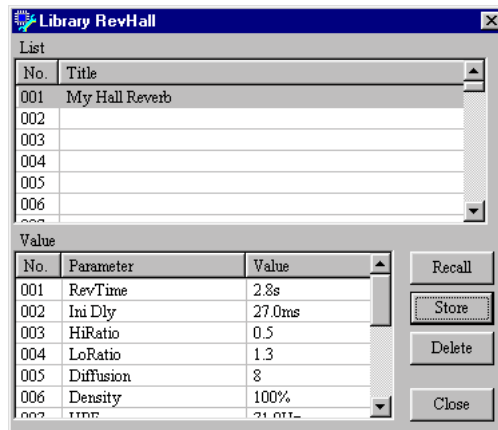 Library RevHall
List
No. Title
001 My Hall Reverb
002
003
004
005
006
Value
No. Parameter Value
001 RevTime 2.8s
002 Ini Dly 27.0ms
003 HiRatio 0.5
004 LoRatio 1.3
005 Diffusion 8
006 Density 100%
Recall
Store
Delete
Close